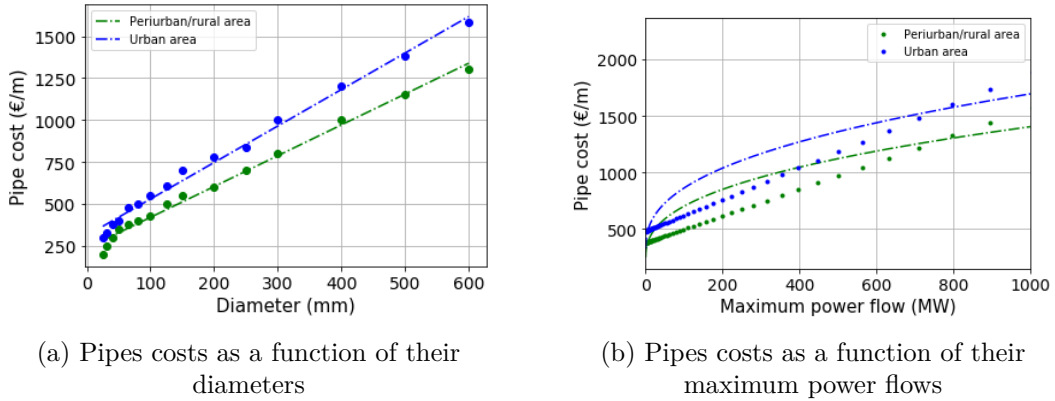 Periurban/rural area
Urban area
1500
1250
1000
750
500
250
0
100
200
300
400
500
600
Pipe cost (€/m)
Diameter (mm)
(a) Pipes costs as a function of their
diameters
Periurban/rural area
Urban area
2000
1500
1000
500
0
200
400
600
800
1000
Pipe cost (€/m)
Maximum power flow (MW)
(b) Pipes costs as a function of their
maximum power flows